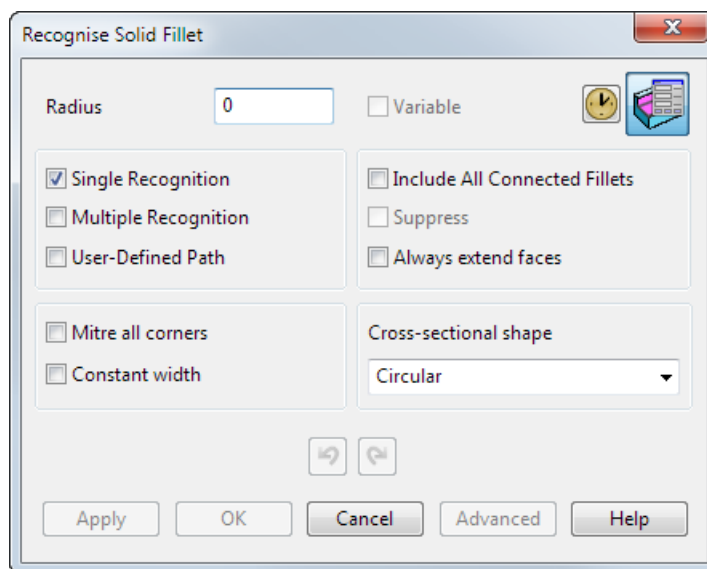 Recognise Solid Fillet
Radius 0 Variable
Single Recognition
Multiple Recognition
User-Defined Path
Include All Connected Fillets
Suppress
Always extend faces
Mitre all corners
Constant width
Cross-sectional shape
Circular
Apply OK Cancel Advanced Help